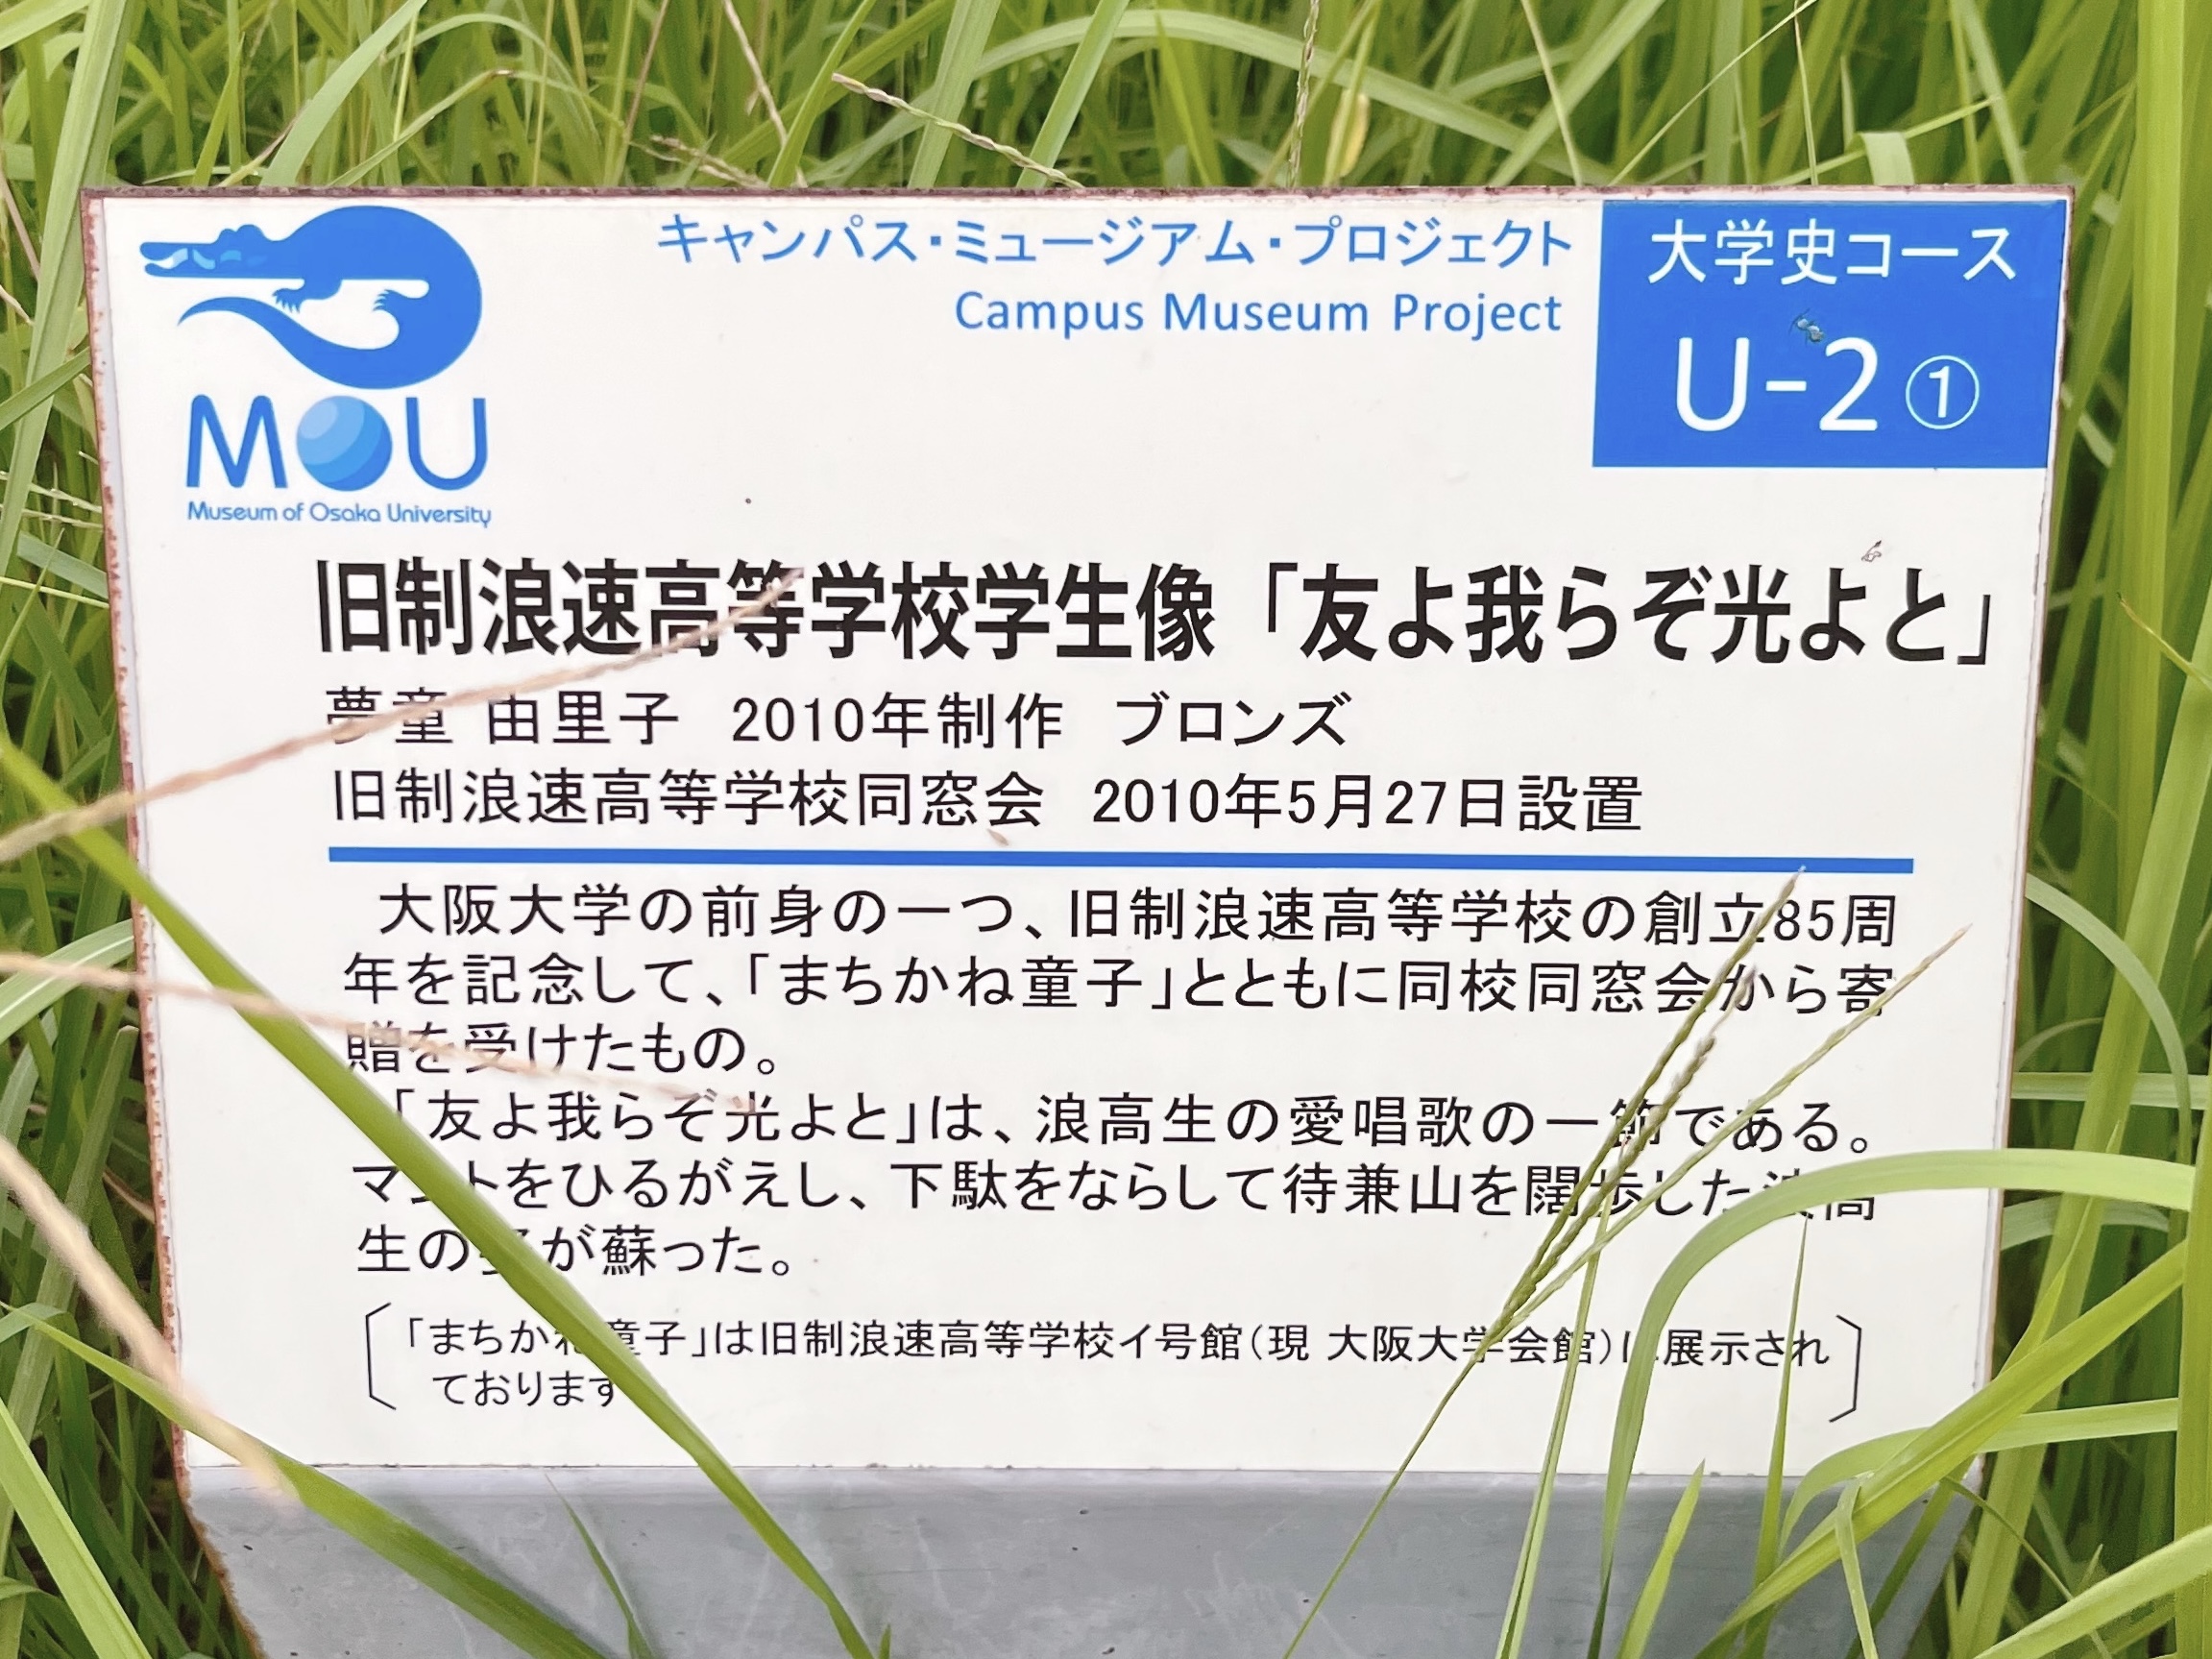 キャンパス・ミュージアム・プロジェクト
Campus Museum Project
大学史コース
U-2①
MOU
Museum of Osaka University
旧制浪速高等学校学生像「友よ我らぞ光よと」
夢童 由里子 2010年制作 ブロンズ
旧制浪速高等学校同窓会 2010年5月27日設置
大阪大学の前身の一つ、旧制浪速高等学校の創立85周
年を記念して、「まちかね童子」とともに同校同窓会から寄
贈を受けたもの。
「友よ我らぞ光よと」は、浪高生の愛唱歌の一節である。
マントをひるがえし、下駄をならして待兼山を闊歩した浪高
生の姿が蘇った。
「まちかね童子」は旧制浪速高等学校イ号館(現 大阪大学会館)に展示され
ております